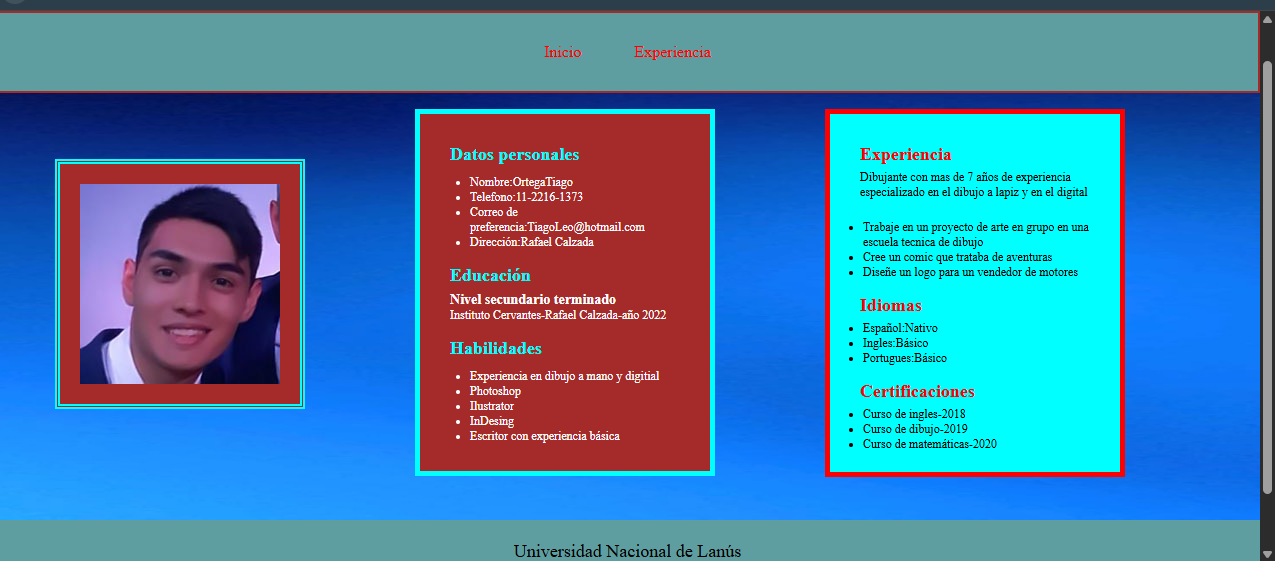 Inicio Experiencia
Datos personales
Nombre:OrtegaTiago
Telefono:11-2216-1373
Correo de
preferencia:TiagoLeo@hotmail.com
Dirección:Rafael Calzada
Educación
Nivel secundario terminado
Instituto Cervantes-Rafael Calzada-año 2022
Habilidades
Experiencia en dibujo a mano y digitial
Photoshop
Ilustrator
InDesing
Escritor con experiencia básica
Experiencia
Dibujante con mas de 7 años de experiencia
especializado en el dibujo a lapiz y en el digital
Trabaje en un proyecto de arte en grupo en una
escuela tecnica de dibujo
Cree un comic que trataba de aventuras
Diseñe un logo para un vendedor de motores
Idiomas
Español:Nativo
Ingles:Básico
Portugues:Básico
Certificaciones
Curso de ingles-2018
Curso de dibujo-2019
Curso de matemáticas-2020
Universidad Nacional de Lanús